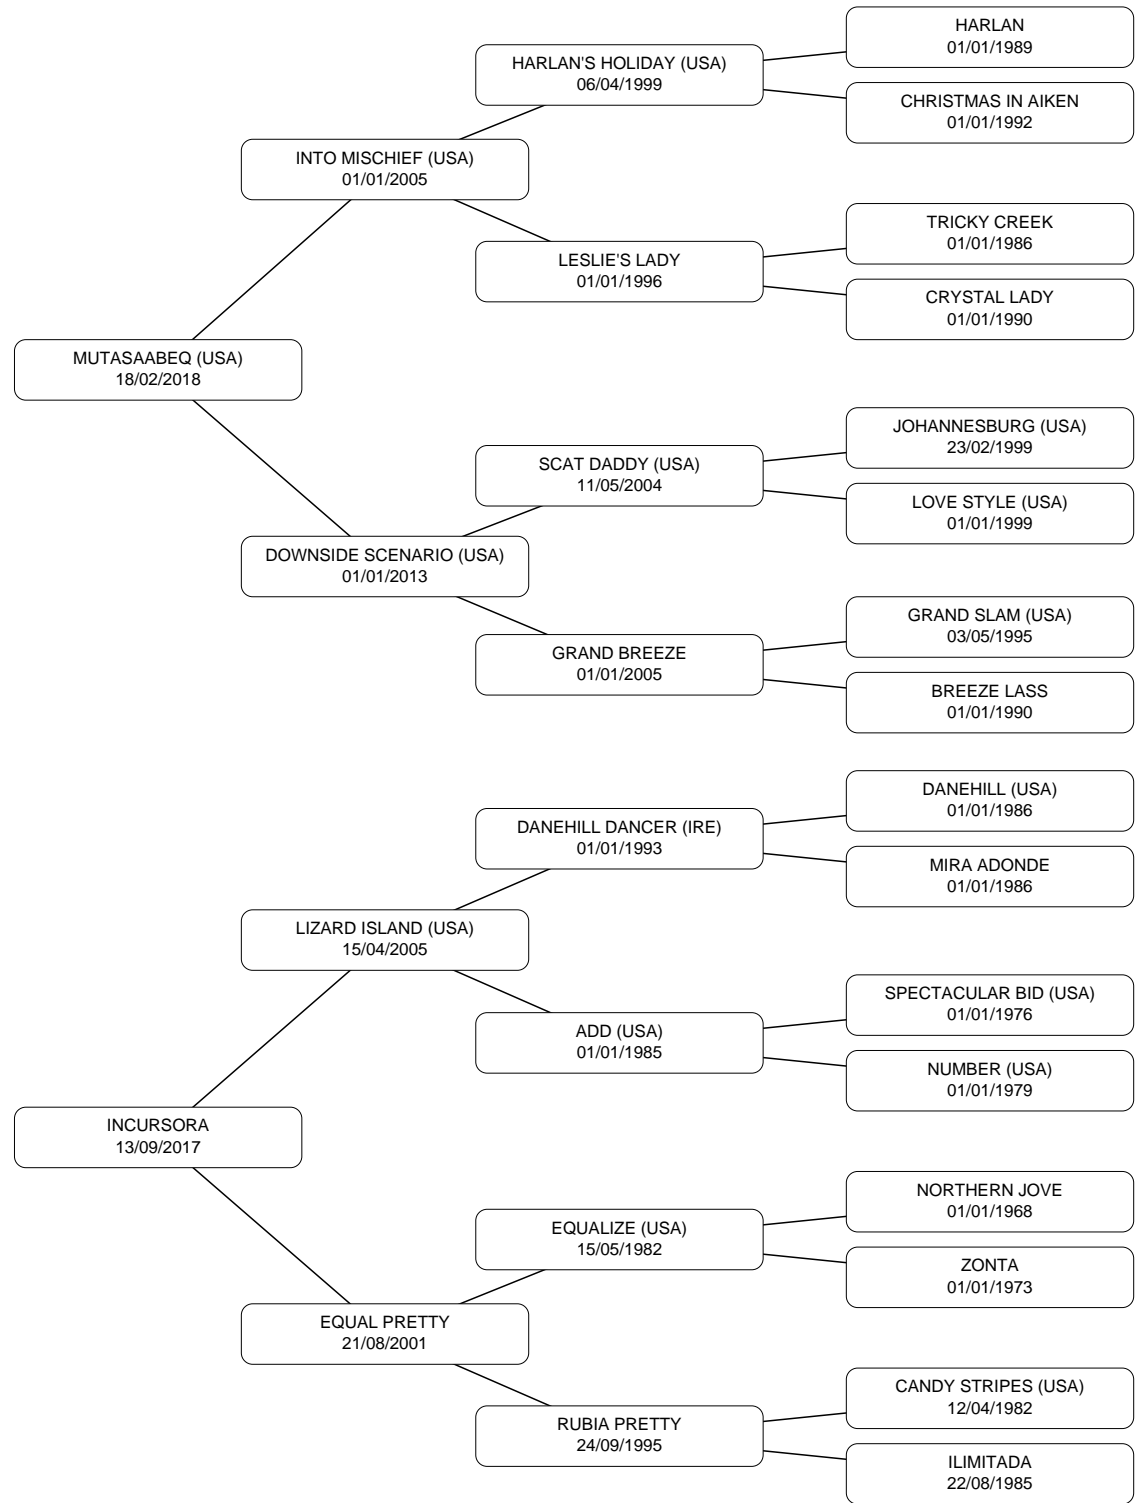 HARLAN
01/01/1989
HARLAN'S HOLIDAY (USA)
06/04/1999
CHRISTMAS IN AIKEN
01/01/1992
INTO MISCHIEF (USA)
01/01/2005
TRICKY CREEK
01/01/1986
LESLIE'S LADY
01/01/1996
CRYSTAL LADY
01/01/1990
MUTASAABEQ (USA)
18/02/2018
JOHANNESBURG (USA)
23/02/1999
SCAT DADDY (USA)
11/05/2004
LOVE STYLE (USA)
01/01/1999
DOWNSIDE SCENARIO (USA)
01/01/2013
GRAND SLAM (USA)
03/05/1995
GRAND BREEZE
01/01/2005
BREEZE LASS
01/01/1990
DANEHILL (USA)
01/01/1986
DANEHILL DANCER (IRE)
01/01/1993
MIRA ADONDE
01/01/1986
LIZARD ISLAND (USA)
15/04/2005
SPECTACULAR BID (USA)
01/01/1976
ADD (USA)
01/01/1985
NUMBER (USA)
01/01/1979
INCURSORA
13/09/2017
NORTHERN JOVE
01/01/1968
EQUALIZE (USA)
15/05/1982
ZONTA
01/01/1973
EQUAL PRETTY
21/08/2001
CANDY STRIPES (USA)
12/04/1982
RUBIA PRETTY
24/09/1995
ILIMITADA
22/08/1985